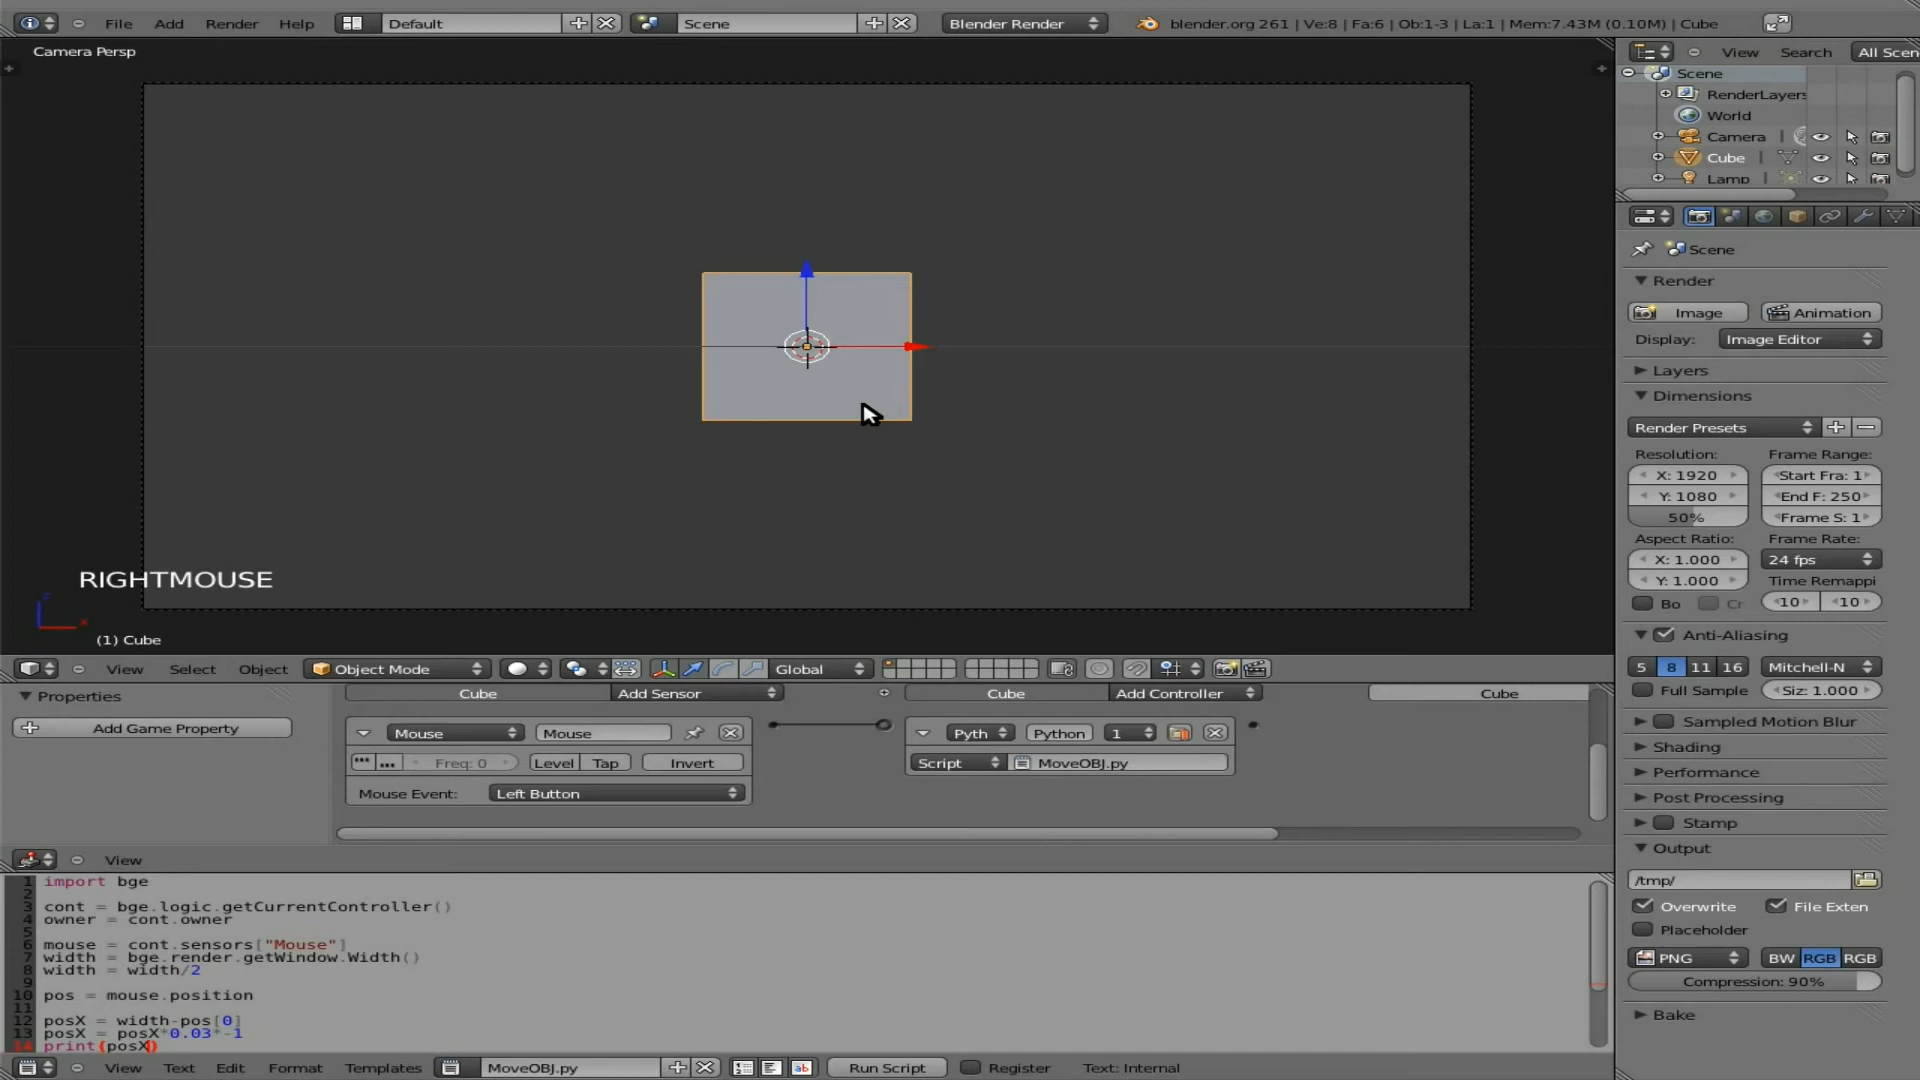 File Add Render Help Default Scene Blender Render blender.org 261 | Ve:8 | Fa:6 | Ob:1-3 | La:1 | Mem:7.43M (0.10M) | Cube
Camera Persp
View Search All Scen
Scene
RenderLayers
World
Camera
Cube
Lamp
Scene
Render
Image Animation
Display: Image Editor
Layers
Dimensions
Render Presets
Resolution: Frame Range:
X: 1920 Start Fra: 1
Y: 1080 End F: 250
50% Frame S: 1
Aspect Ratio: Frame Rate:
X: 1.000 24 fps
Y: 1.000 Time Remappi
Bo Cr 10 10
Anti-Aliasing
5 8 11 16 Mitchell-N
Full Sample Siz: 1.000
Sampled Motion Blur
Shading
Performance
Post Processing
Stamp
Output
/tmp/
Overwrite File Exten
Placeholder
PNG BW RGB RGB
Compression: 90%
Bake
RIGHTMOUSE
(1) Cube
View Select Object Object Mode Global
Properties
Add Game Property
Cube Add Sensor Cube Add Controller Cube
Mouse Mouse Pyth Python 1
Freq: 0 Level Tap Invert Script MoveOBJ.py
Mouse Event: Left Button
View
1 import bge
2
3 cont = bge.logic.getCurrentController()
4 owner = cont.owner
5
6 mouse = cont.sensors["Mouse"]
7 width = bge.render.getWindow.Width()
8 width = width/2
9
10 pos = mouse.position
11
12 posX = width-pos[0]
13 posX = posX*0.03*-1
14 print(posX)
View Text Edit Format Templates MoveOBJ.py Run Script Register Text: Internal